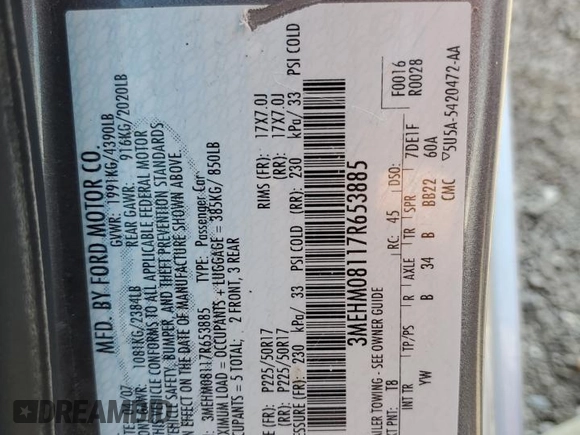 MFD. BY FORD MOTOR CO.
07 GVWR: 1991KG/4390LB
1081KG/2384LB REAR GAWR: 916KG/2020LB
VEHICLE CONFORMS TO ALL APPLICABLE FEDERAL MOTOR
SAFETY, BUMPER, AND THEFT PREVENTION STANDARDS
IN EFFECT ON THE DATE OF MANUFACTURE SHOWN ABOVE.
3MEHM08117R653885 TYPE: Passenger Car
MAXIMUM LOAD = OCCUPANTS + LUGGAGE = 385KG/ 850LB
OCCUPANTS = 5 TOTAL; 2 FRONT, 3 REAR
(FR): P225/50R17 RIMS (FR): 17X7.0J
(RR): P225/50R17 (RR): 17X7.0J
PRESSURE (FR): 230 kPa/ 33 PSI COLD (RR): 230 kPa/ 33 PSI COLD
3MEHM08117R653885
TRAILER TOWING - SEE OWNER GUIDE
F0016
R0028
EXT PNT: T8 RC: 45 DSO: 7DE1F
INT TR TP/PS R AXLE TR SPR 60A
YW B 34 B BB22
CMC ▽5U5A-5420472-AA
DREAMBID